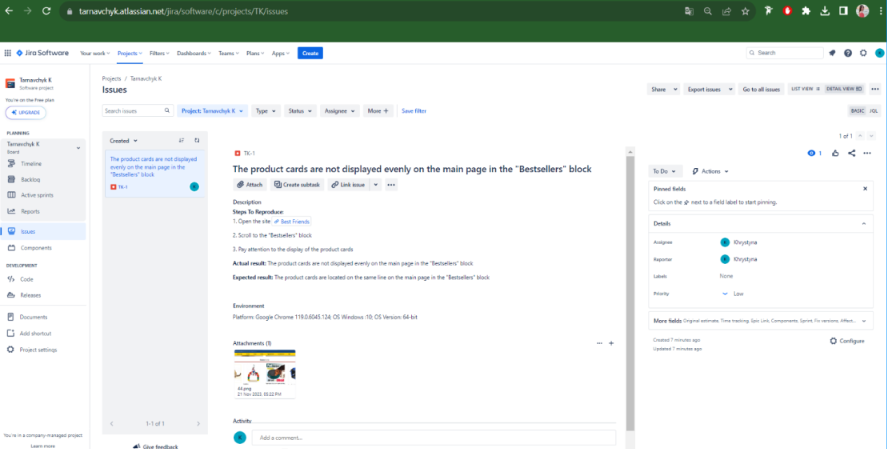 tarnavchyk.atlassian.net/jira/software/c/projects/TK/issues
Jira Software Your work Projects Filters Dashboards Teams Plans Apps Create Search
Tarnavchyk K
Software project
You're on the free plan
UPGRADE
PLANNING
Tarnavchyk K
Board
Timeline
Backlog
Active sprints
Reports
Issues
Components
DEVELOPMENT
Code
Releases
Documents
Add shortcut
Project settings
You're in a company-managed project
Learn more
Projects / Tarnavchyk K
Issues
Share Export issues Go to all issues LIST VIEW DETAIL VIEW
Search issues Project: Tarnavchyk K Type Status Assignee More + Save filter
BASIC JQL
Created
The product cards are not displayed evenly on the main page in the "Bestsellers" block
TK-1
1-1 of 1
Give feedback
1 of 1
TK-1
1
The product cards are not displayed evenly on the main page in the "Bestsellers" block
Attach Create subtask Link issue
Description
Steps To Reproduce:
1. Open the site: Best Friends
2. Scroll to the "Bestsellers" block
3. Pay attention to the display of the product cards
Actual result: The product cards are not displayed evenly on the main page in the "Bestsellers" block
Expected result: The product cards are located on the same line on the main page in the "Bestsellers" block
Environment
Platform: Google Chrome 119.0.6045.124; OS Windows :10; OS Version: 64-bit
Attachments (1)
21 Nov 2023, 05:22 PM
Activity
Add a comment...
To Do Actions
Pinned fields
Click on the next to a field label to start pinning.
Details
Assignee
Khrystyna
Reporter
Khrystyna
Labels
None
Priority
Low
More fields Original estimate, Time tracking, Epic Link, Components, Sprint, Fix versions, Affect...
Created 7 minutes ago
Updated 7 minutes ago
Configure